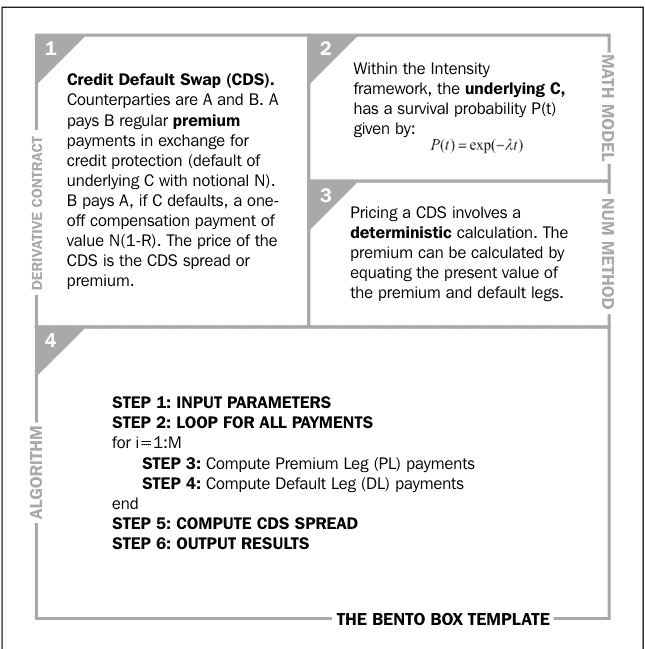 1
DERIVATIVE CONTRACT
Credit Default Swap (CDS).
Counterparties are A and B. A
pays B regular premium
payments in exchange for
credit protection (default of
underlying C with notional N).
B pays A, if C defaults, a one-
off compensation payment of
value N(1-R). The price of the
CDS is the CDS spread or
premium.
2
MATH MODEL
Within the Intensity
framework, the underlying C,
has a survival probability P(t)
given by:
P(t) = exp(−λt)
3
NUM METHOD
Pricing a CDS involves a
deterministic calculation. The
premium can be calculated by
equating the present value of
the premium and default legs.
4
ALGORITHM
STEP 1: INPUT PARAMETERS
STEP 2: LOOP FOR ALL PAYMENTS
for i=1:M
STEP 3: Compute Premium Leg (PL) payments
STEP 4: Compute Default Leg (DL) payments
end
STEP 5: COMPUTE CDS SPREAD
STEP 6: OUTPUT RESULTS
THE BENTO BOX TEMPLATE